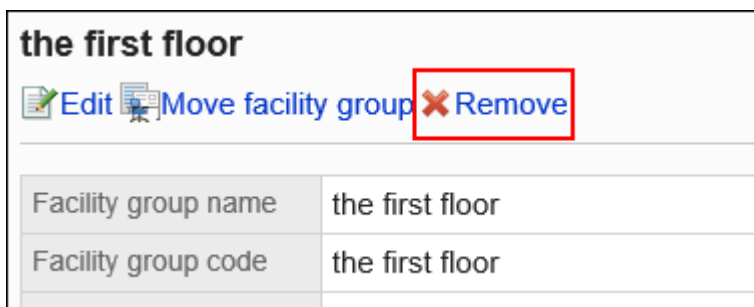 the first floor
Edit Move facility group Remove
Facility group name the first floor
Facility group code the first floor